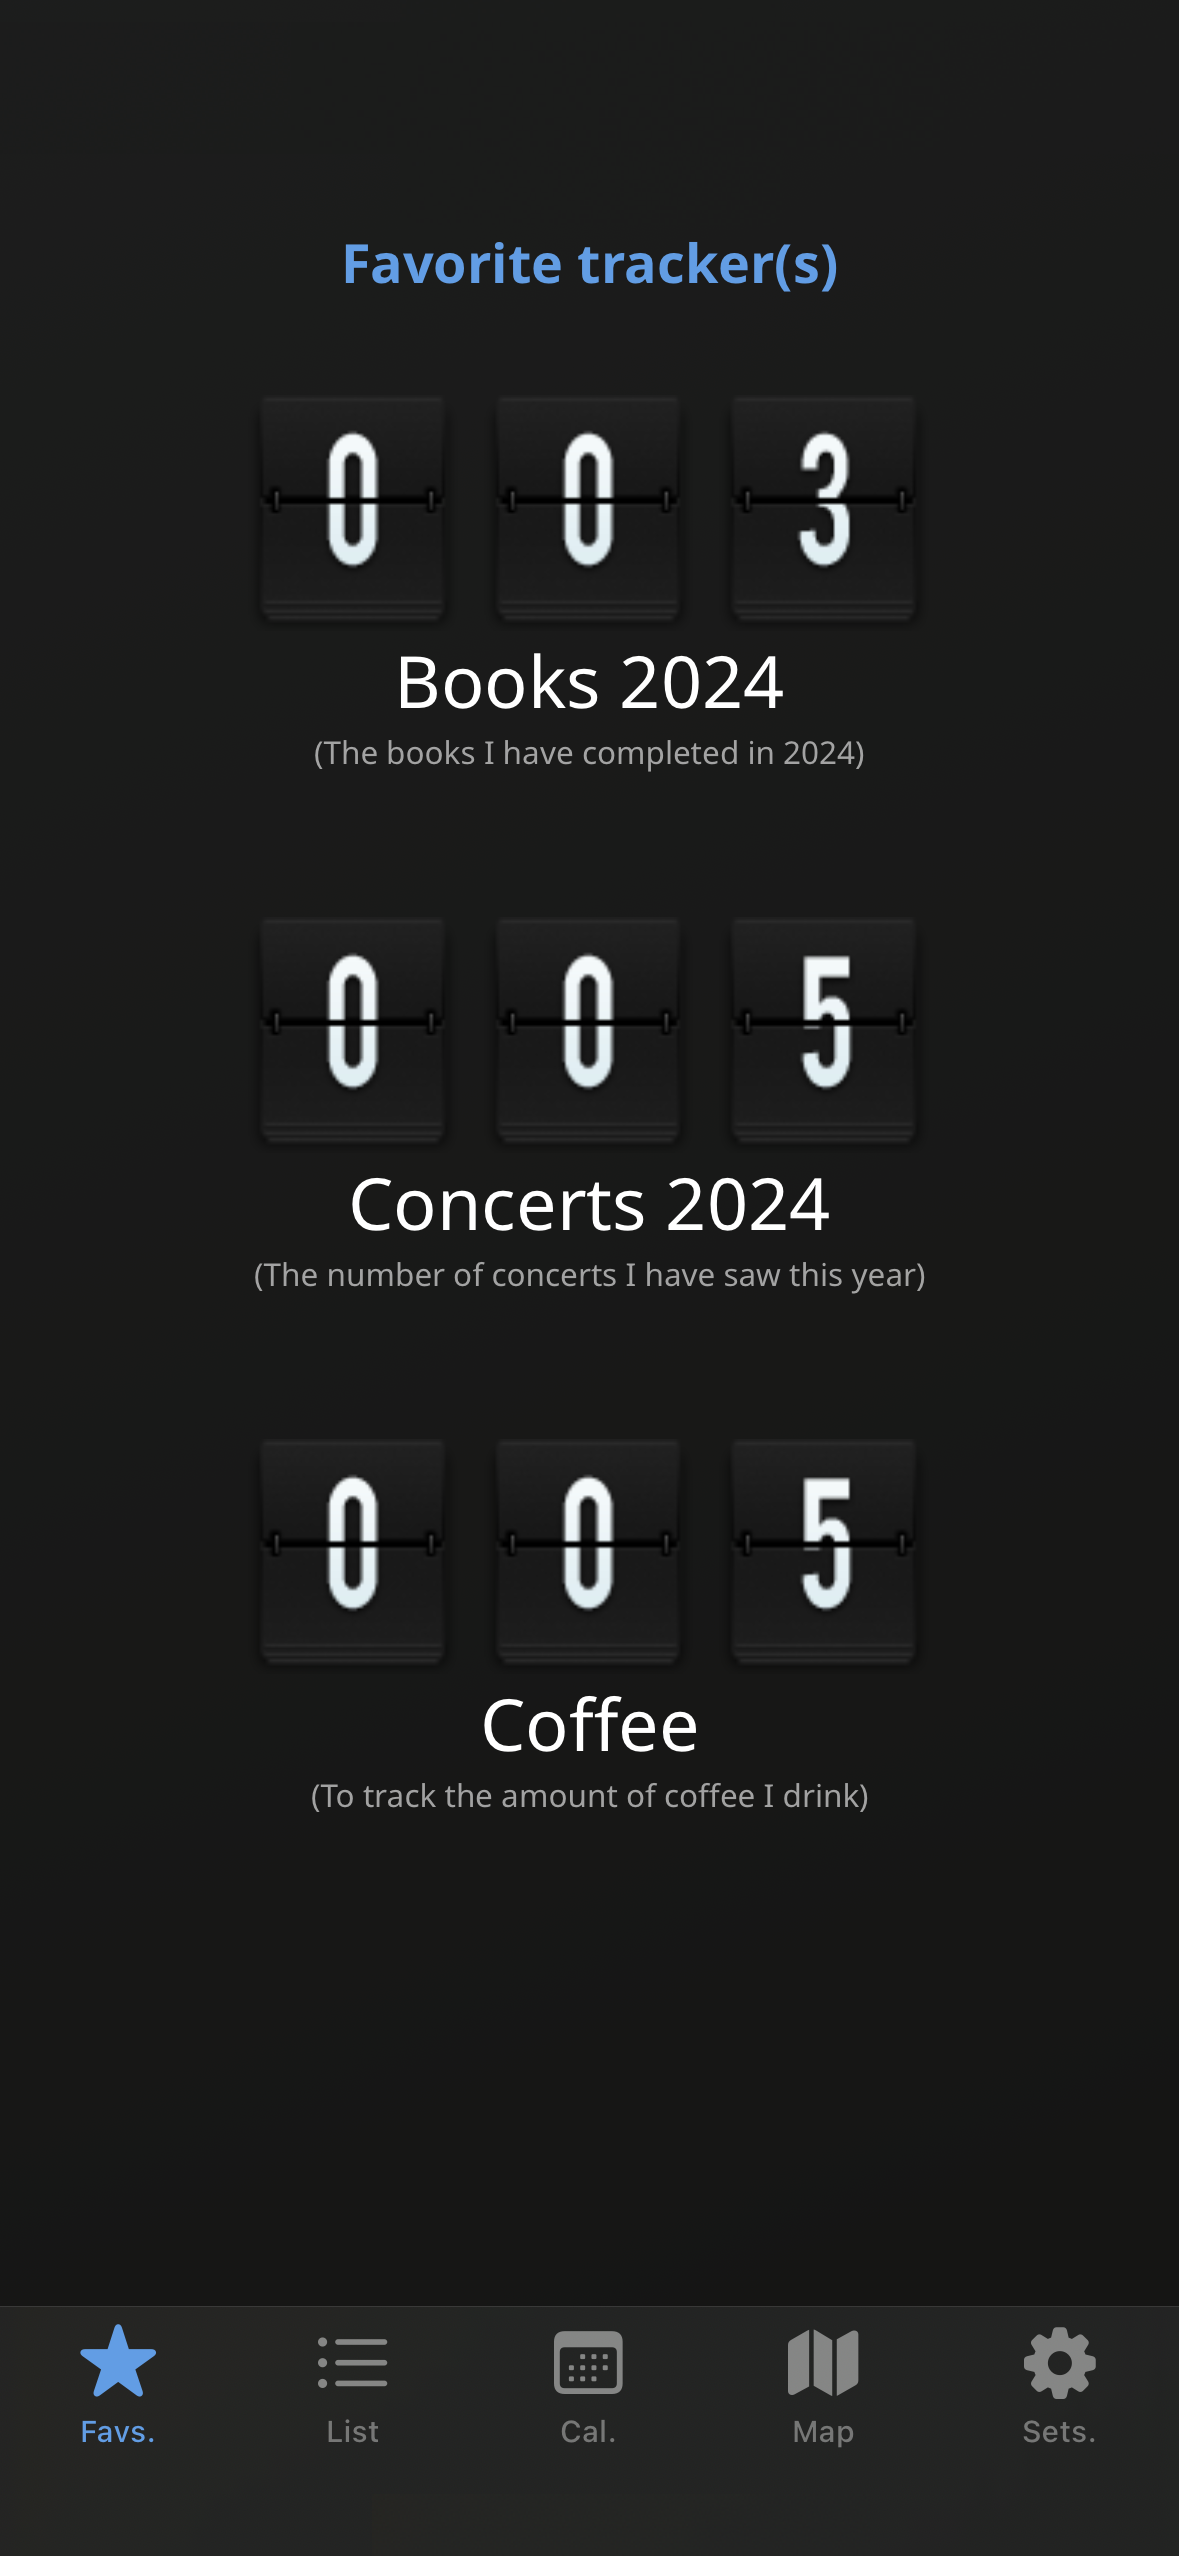 Favorite tracker(s)
0 0 3
Books 2024
(The books I have completed in 2024)
0 0 5
Concerts 2024
(The number of concerts I have saw this year)
0 0 5
Coffee
(To track the amount of coffee I drink)
Favs. List Cal. Map Sets.